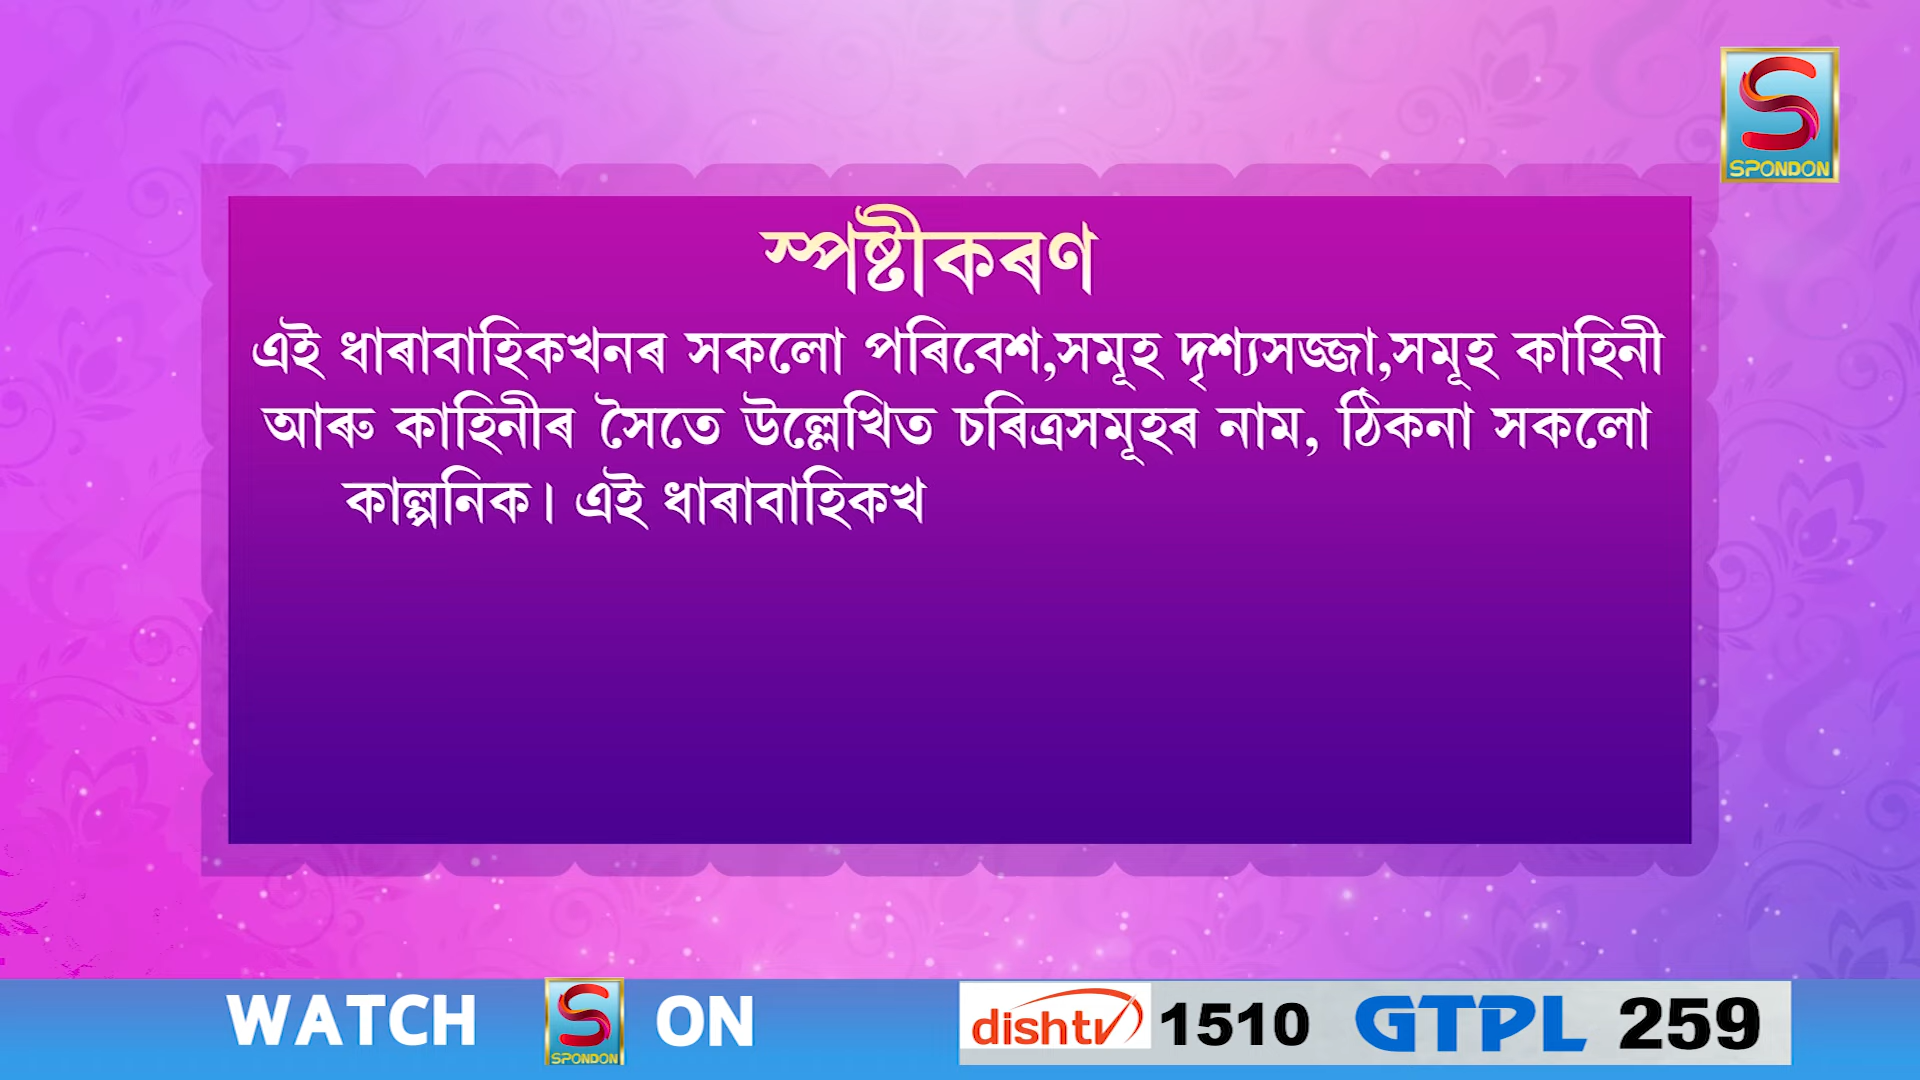 SPONDON
স্পষ্টীকৰণ
এই ধাৰাবাহিকখনৰ সকলো পৰিবেশ,সমূহ দৃশ্যসজ্জা,সমূহ কাহিনী
আৰু কাহিনীৰ সৈতে উল্লেখিত চৰিত্ৰসমূহৰ নাম, ঠিকনা সকলো
কাল্পনিক। এই ধাৰাবাহিকখ
WATCH S SPONDON ON dishtv 1510 GTPL 259